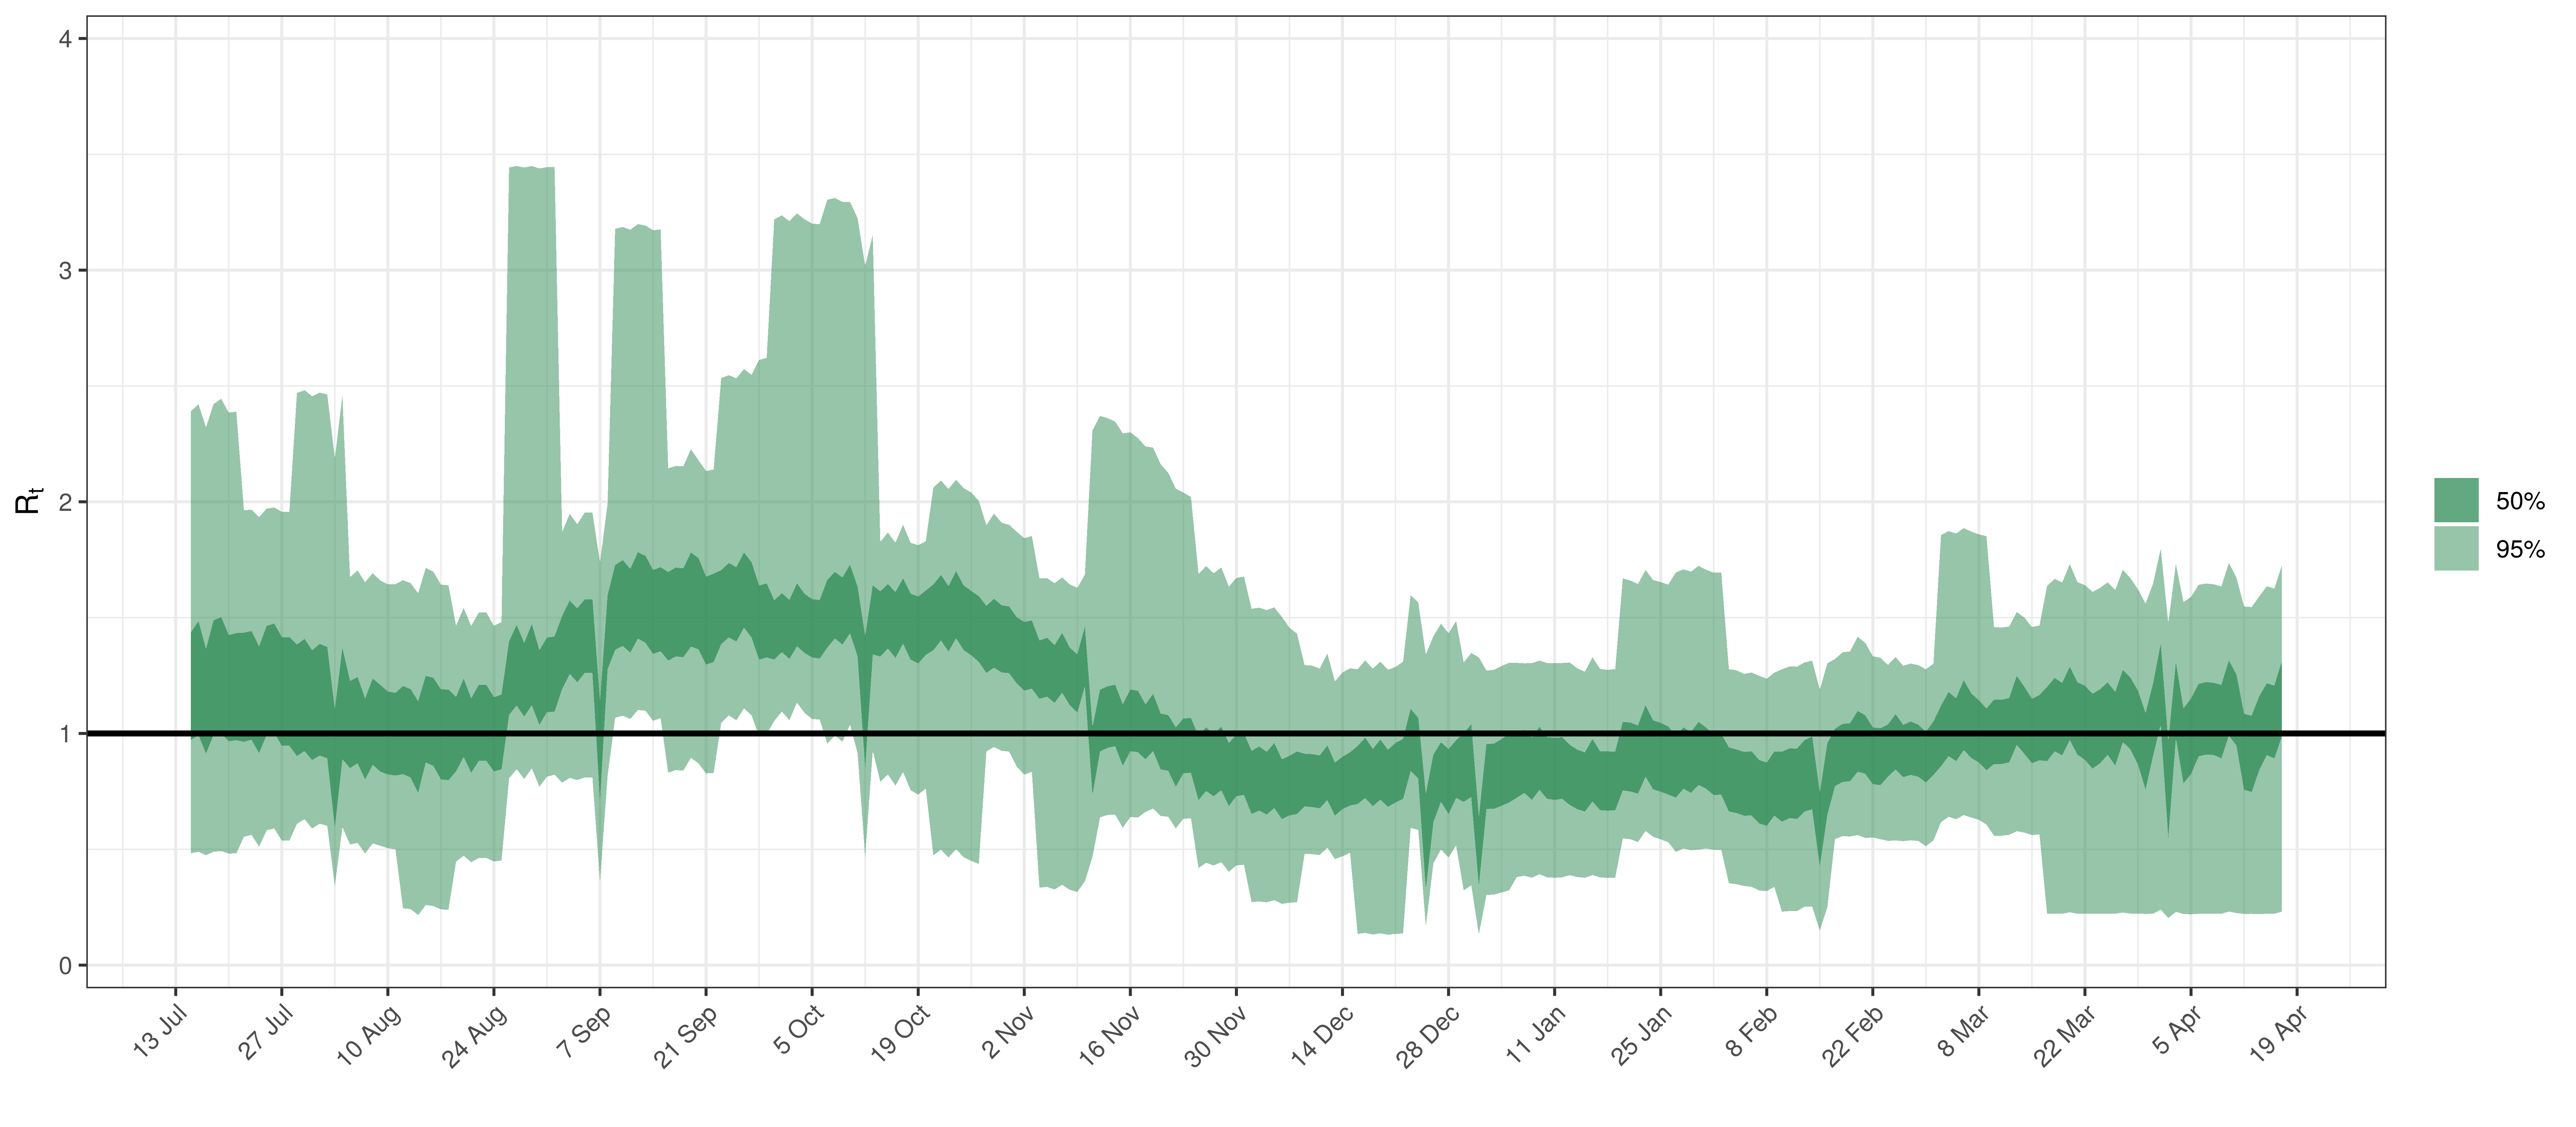 4
3
2
1
0
Rt
13 Jul
27 Jul
10 Aug
24 Aug
7 Sep
21 Sep
5 Oct
19 Oct
2 Nov
16 Nov
30 Nov
14 Dec
28 Dec
11 Jan
25 Jan
8 Feb
22 Feb
8 Mar
22 Mar
5 Apr
19 Apr
50%
95%